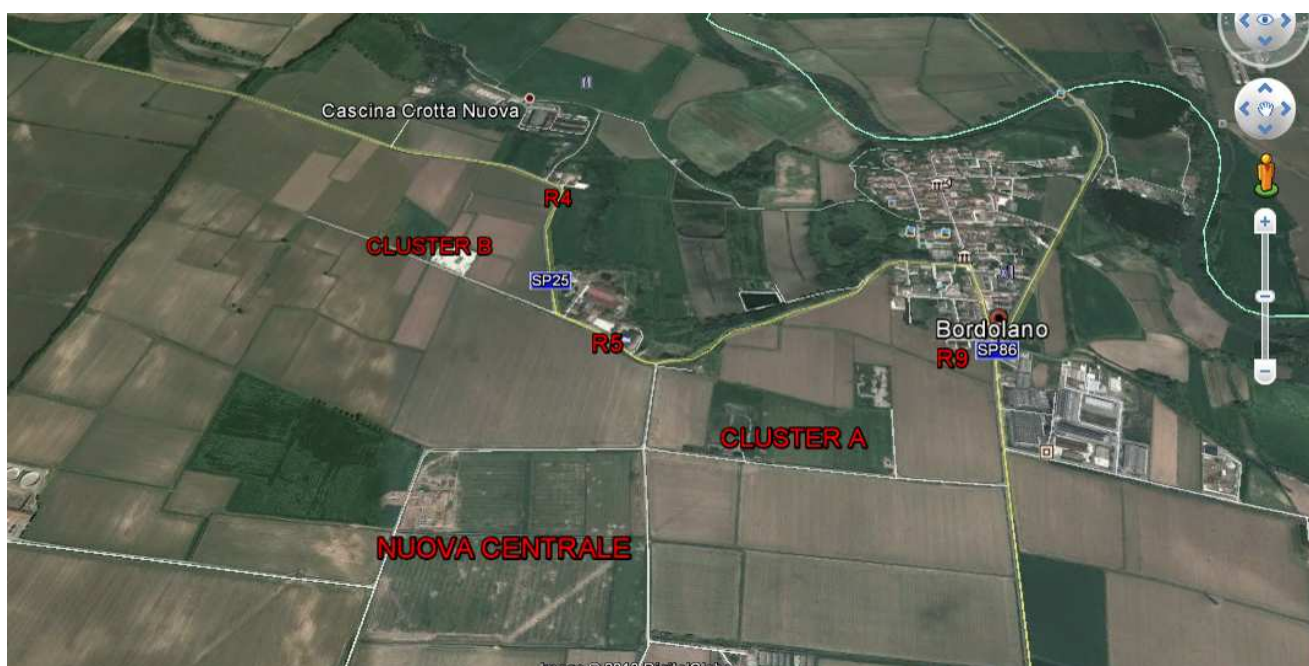 Cascina Crotta Nuova
R4
CLUSTER B
SP25
R5
Bordolano
R9
SP86
CLUSTER A
NUOVA CENTRALE